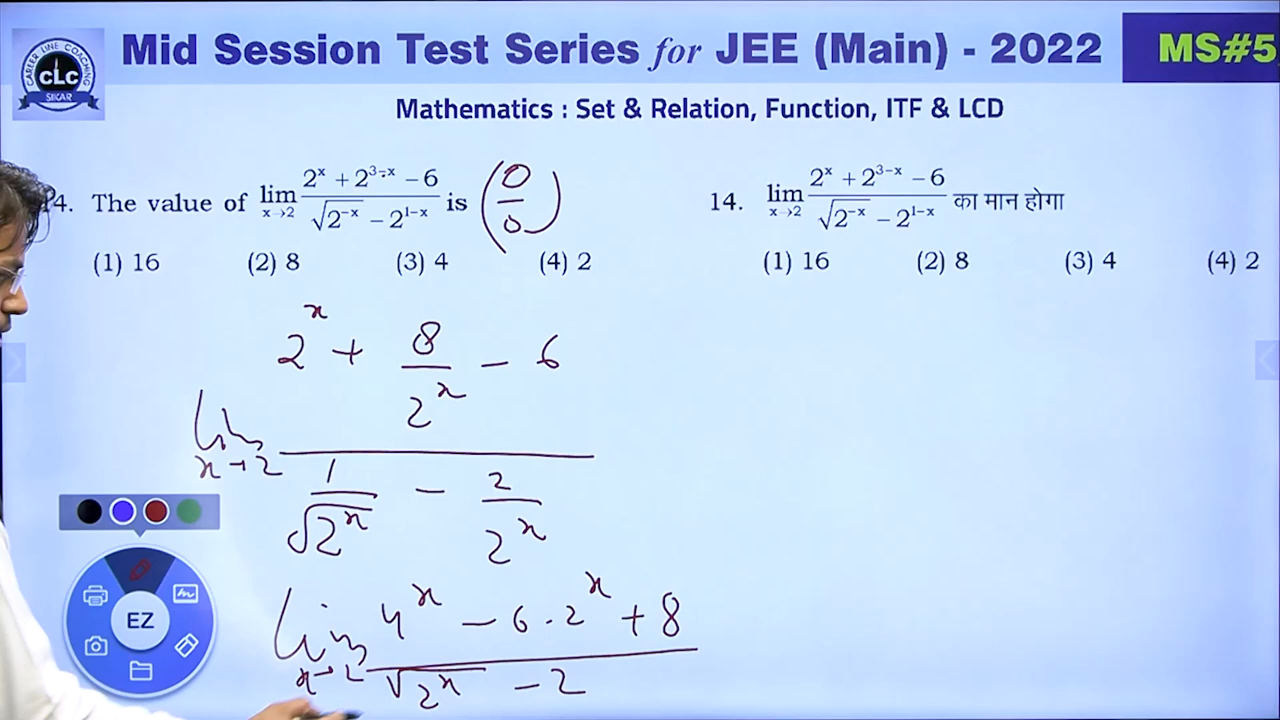 CAREER LINE COACHING
CLC
SIKAR
Mid Session Test Series for JEE (Main) - 2022
MS#5
Mathematics : Set & Relation, Function, ITF & LCD
14. The value of lim x→2 (2^x + 2^(3-x) - 6)/(√(2^-x) - 2^(1-x)) is (0/0)
(1) 16 (2) 8 (3) 4 (4) 2
14. lim x→2 (2^x + 2^(3-x) - 6)/(√(2^-x) - 2^(1-x)) का मान होगा
(1) 16 (2) 8 (3) 4 (4) 2
lim x→2 (2^x + 8/2^x - 6)/(1/√(2^x) - 2/2^x)
lim x→2 (4^x - 6·2^x + 8)/(√(2^x) - 2)
EZ